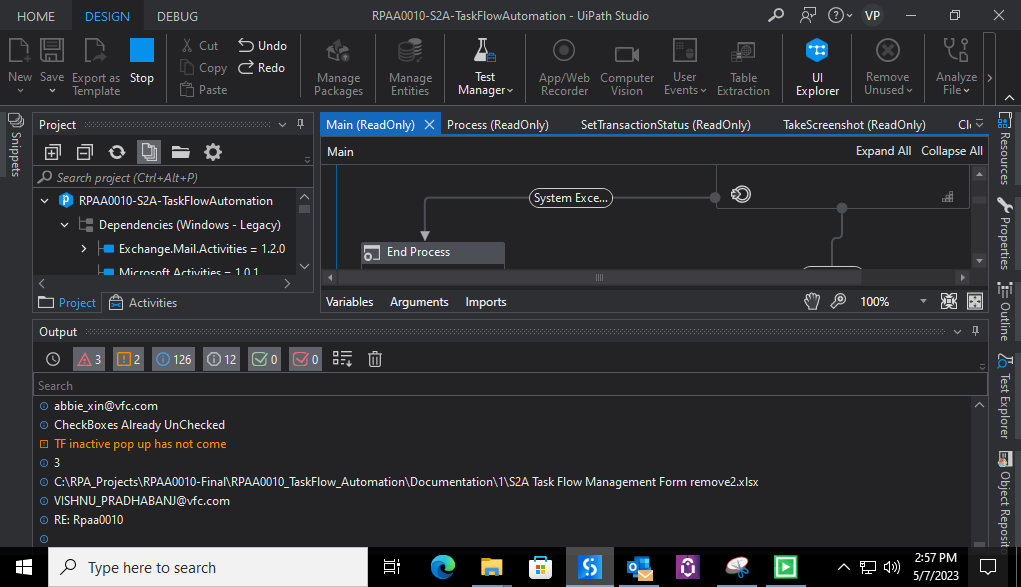 HOME DESIGN DEBUG RPAA0010-S2A-TaskFlowAutomation - UiPath Studio VP
New Save Export as Template Stop
Cut Copy Paste
Undo Redo
Manage Packages
Manage Entities
Test Manager
App/Web Recorder
Computer Vision
User Events
Table Extraction
UI Explorer
Remove Unused
Analyze File
Snippets
Project
Search project (Ctrl+Alt+P)
RPAA0010-S2A-TaskFlowAutomation
Dependencies (Windows - Legacy)
Exchange.Mail.Activities = 1.2.0
Microsoft.Activities = 1.0.1
Project Activities
Main (ReadOnly) Process (ReadOnly) SetTransactionStatus (ReadOnly) TakeScreenshot (ReadOnly)
Main Expand All Collapse All
System Exce...
End Process
Variables Arguments Imports 100%
Resources
Properties
Outline
Test Explorer
Object Reposito
Output
3 2 126 12 0 0
Search
abbie_xin@vfc.com
CheckBoxes Already UnChecked
TF inactive pop up has not come
3
C:\RPA_Projects\RPAA0010-Final\RPAA0010_TaskFlow_Automation\Documentation\1\S2A Task Flow Management Form remove2.xlsx
VISHNU_PRADHABANJ@vfc.com
RE: Rpaa0010
Type here to search
2:57 PM
5/7/2023